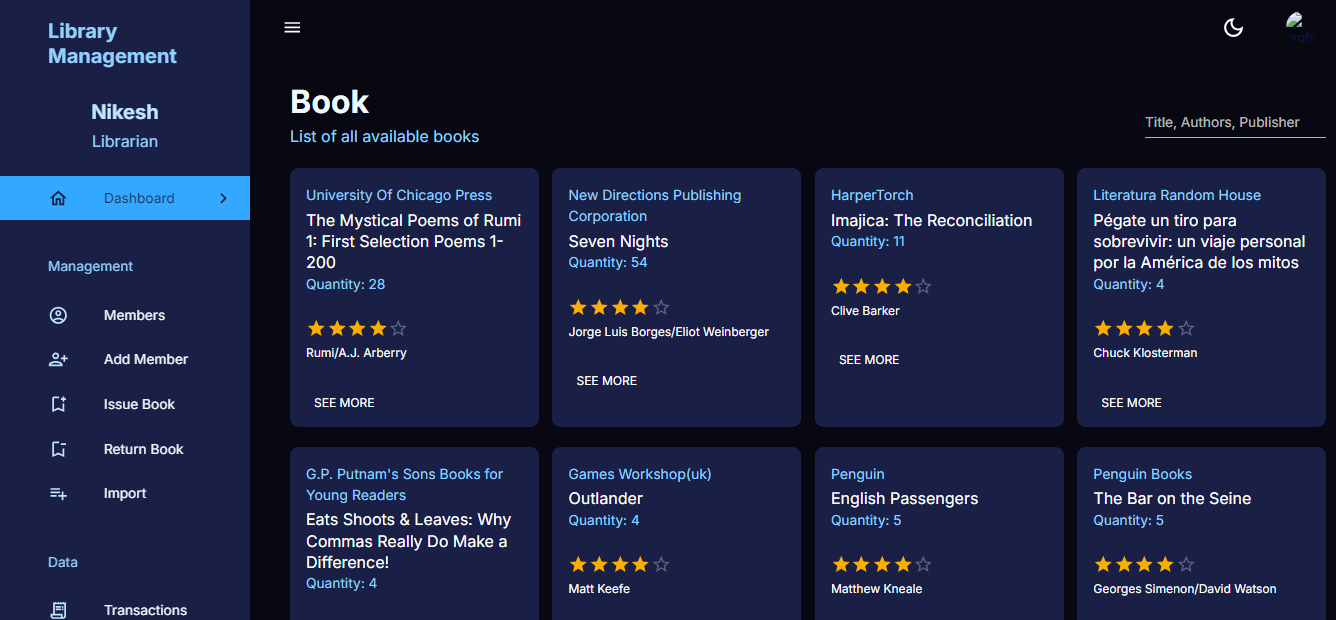 Library
Management
Nikesh
Librarian
Dashboard
Management
Members
Add Member
Issue Book
Return Book
Import
Data
Transactions
Book
List of all available books
Title, Authors, Publisher
University Of Chicago Press
The Mystical Poems of Rumi
1: First Selection Poems 1-
200
Quantity: 28
Rumi/A.J. Arberry
SEE MORE
New Directions Publishing
Corporation
Seven Nights
Quantity: 54
Jorge Luis Borges/Eliot Weinberger
SEE MORE
HarperTorch
Imajica: The Reconciliation
Quantity: 11
Clive Barker
SEE MORE
Literatura Random House
Pégate un tiro para
sobrevivir: un viaje personal
por la América de los mitos
Quantity: 4
Chuck Klosterman
SEE MORE
G.P. Putnam's Sons Books for
Young Readers
Eats Shoots & Leaves: Why
Commas Really Do Make a
Difference!
Quantity: 4
Games Workshop(uk)
Outlander
Quantity: 4
Matt Keefe
Penguin
English Passengers
Quantity: 5
Matthew Kneale
Penguin Books
The Bar on the Seine
Quantity: 5
Georges Simenon/David Watson